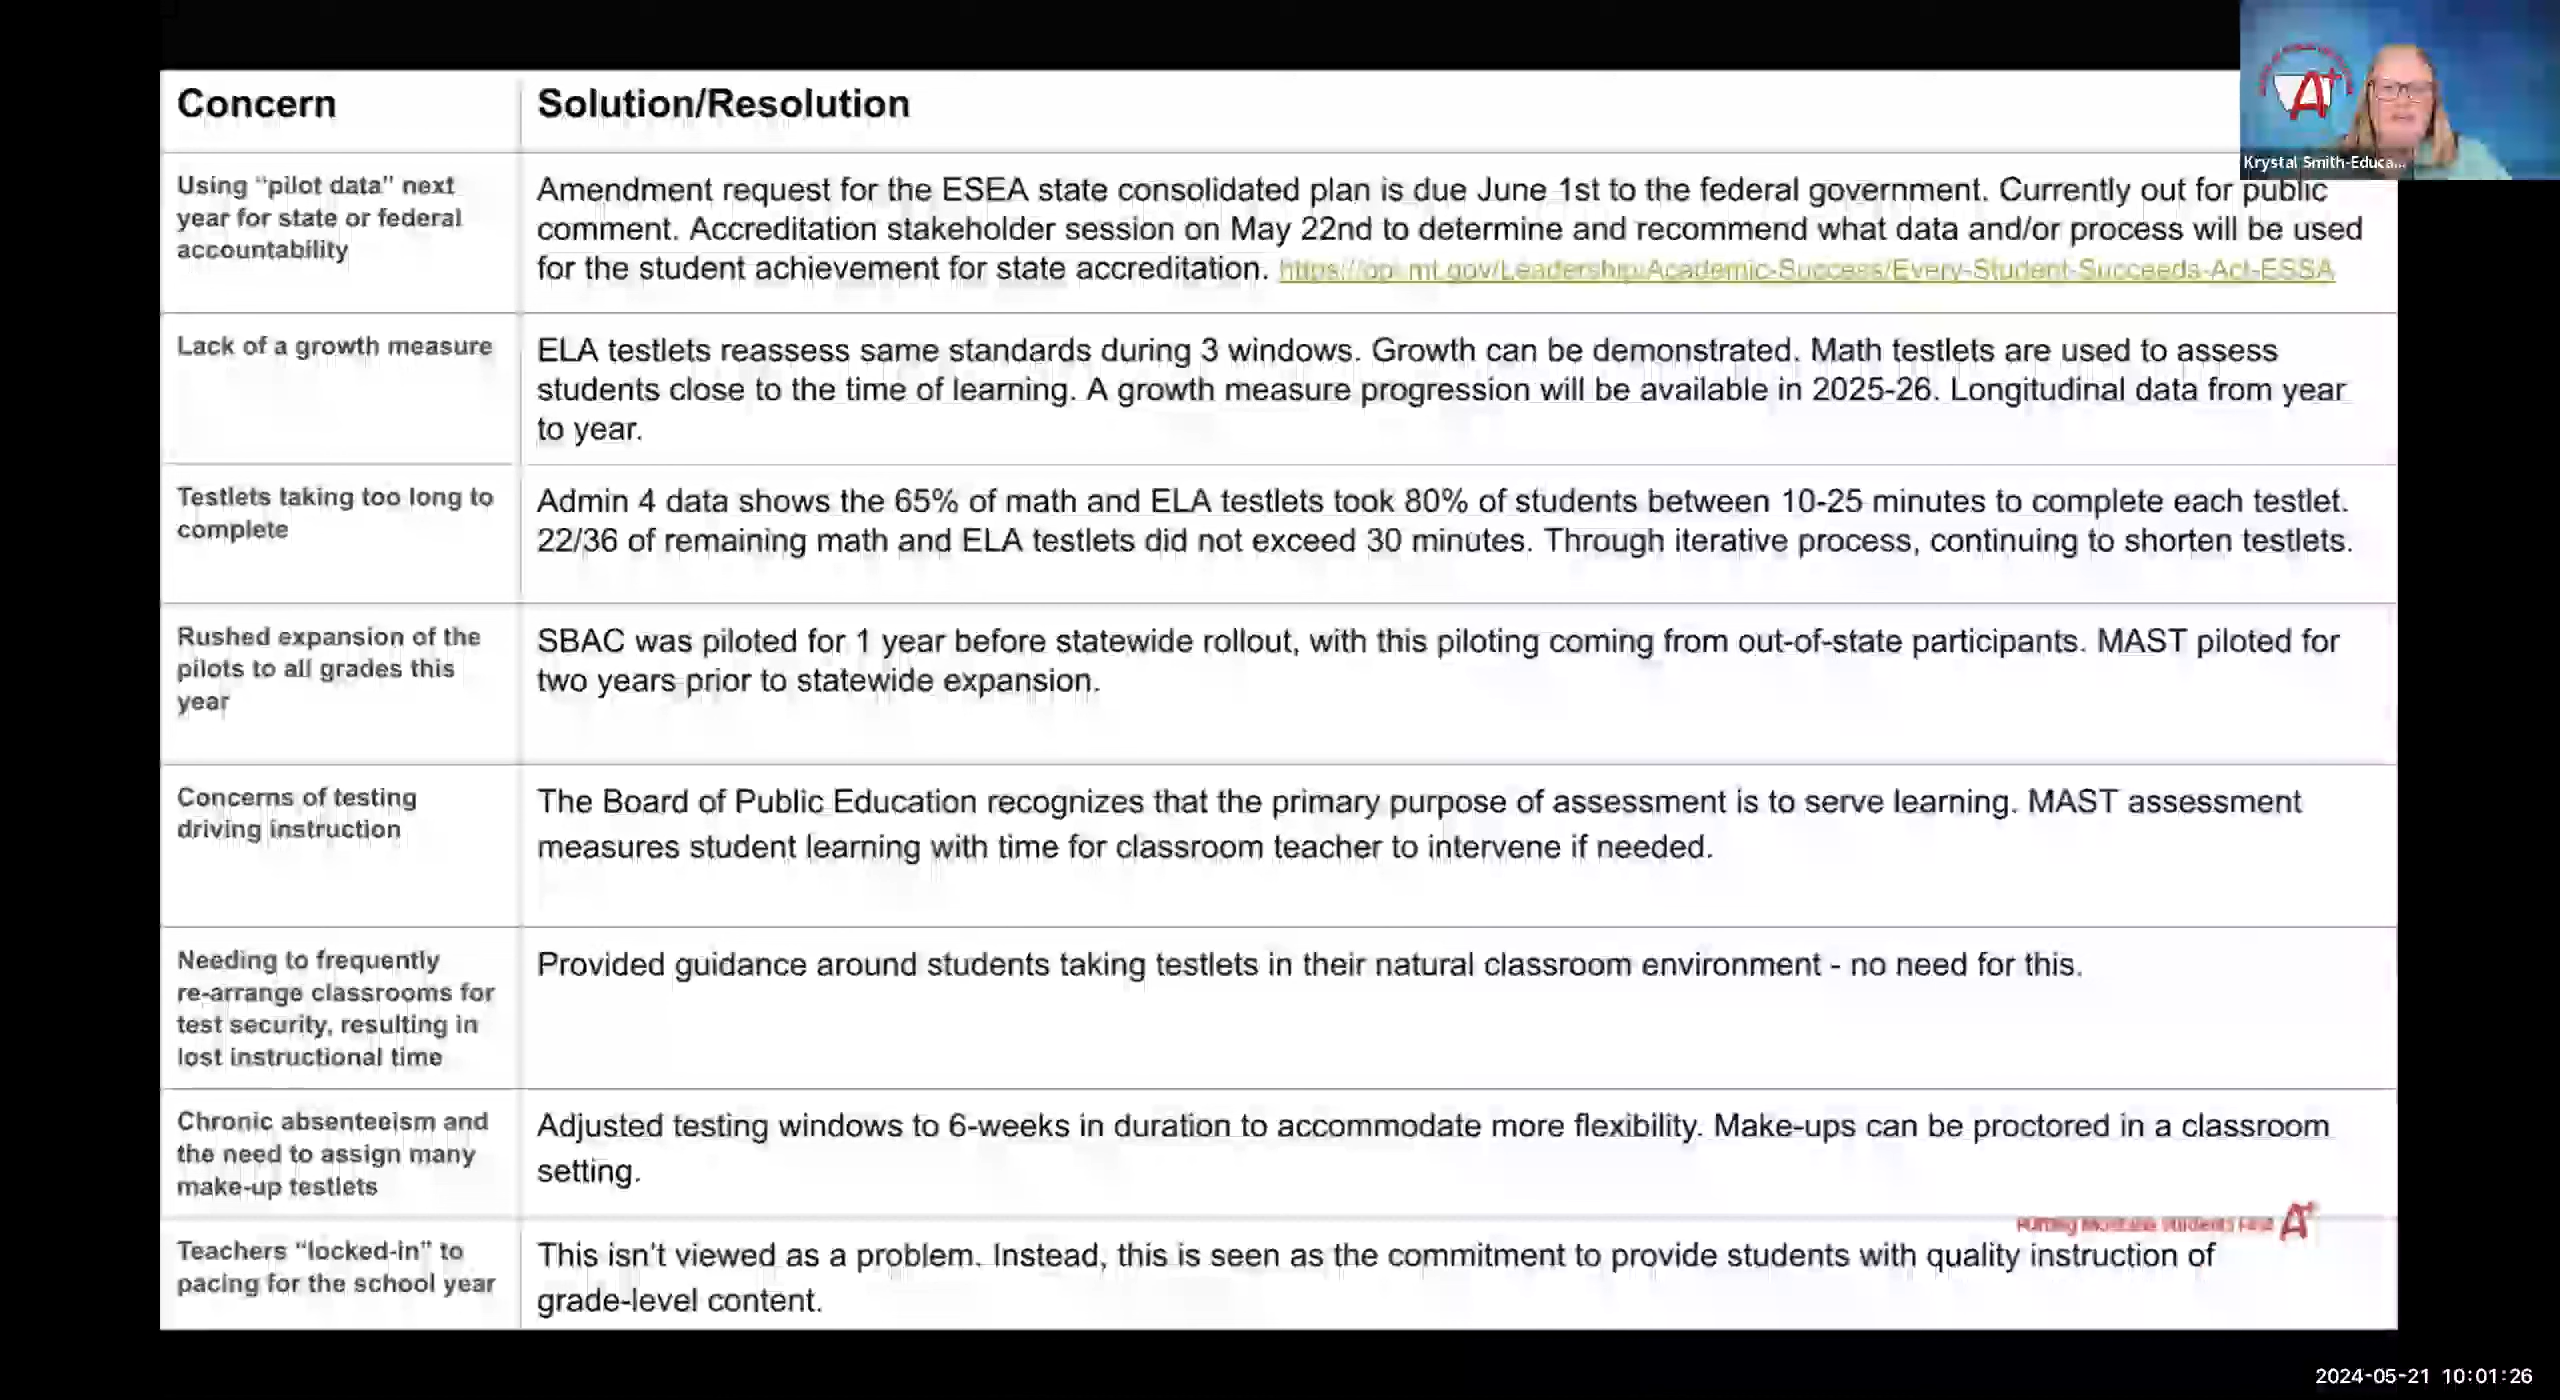 Krystal Smith-Educa...
Concern
Solution/Resolution
Using “pilot data” next
year for state or federal
accountability
Amendment request for the ESEA state consolidated plan is due June 1st to the federal government. Currently out for public
comment. Accreditation stakeholder session on May 22nd to determine and recommend what data and/or process will be used
for the student achievement for state accreditation. https://opi.mt.gov/Leadership/Academic-Success/Every-Student-Succeeds-Act-ESSA
Lack of a growth measure
ELA testlets reassess same standards during 3 windows. Growth can be demonstrated. Math testlets are used to assess
students close to the time of learning. A growth measure progression will be available in 2025-26. Longitudinal data from year
to year.
Testlets taking too long to
complete
Admin 4 data shows the 65% of math and ELA testlets took 80% of students between 10-25 minutes to complete each testlet.
22/36 of remaining math and ELA testlets did not exceed 30 minutes. Through iterative process, continuing to shorten testlets.
Rushed expansion of the
pilots to all grades this
year
SBAC was piloted for 1 year before statewide rollout, with this piloting coming from out-of-state participants. MAST piloted for
two years prior to statewide expansion.
Concerns of testing
driving instruction
The Board of Public Education recognizes that the primary purpose of assessment is to serve learning. MAST assessment
measures student learning with time for classroom teacher to intervene if needed.
Needing to frequently
re-arrange classrooms for
test security, resulting in
lost instructional time
Provided guidance around students taking testlets in their natural classroom environment - no need for this.
Chronic absenteeism and
the need to assign many
make-up testlets
Adjusted testing windows to 6-weeks in duration to accommodate more flexibility. Make-ups can be proctored in a classroom
setting.
Putting Montana Students First A+
Teachers “locked-in” to
pacing for the school year
This isn't viewed as a problem. Instead, this is seen as the commitment to provide students with quality instruction of
grade-level content.
2024-05-21 10:01:26